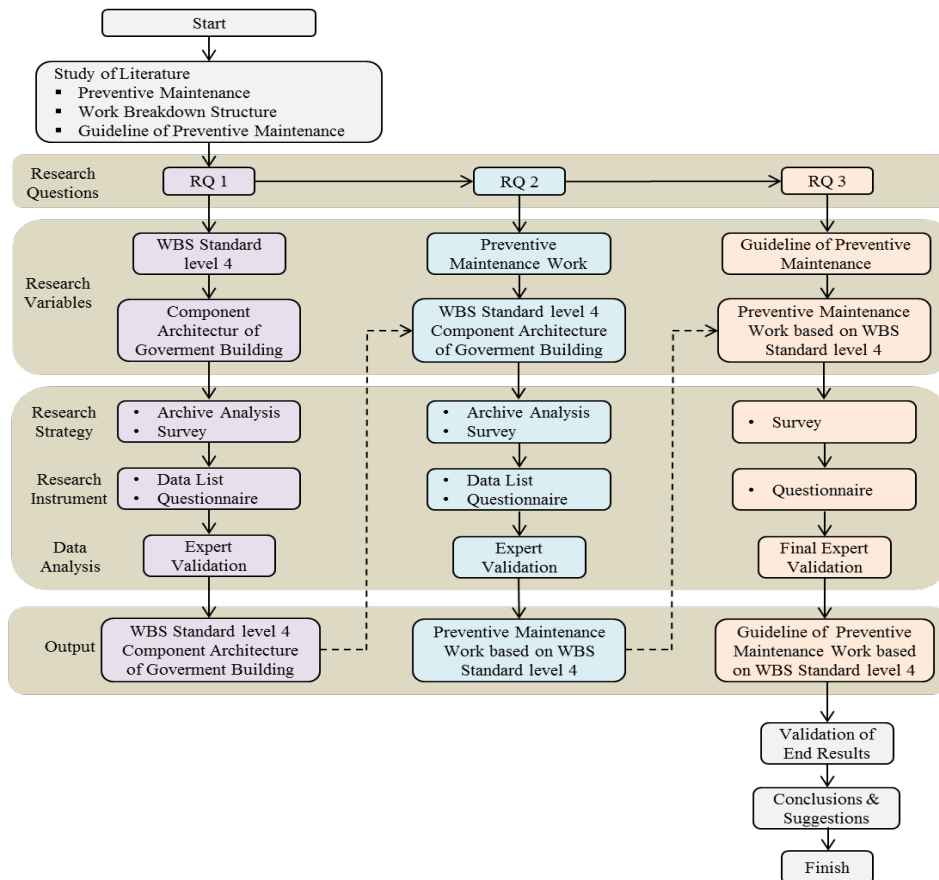 Start
Study of Literature
▪ Preventive Maintenance
▪ Work Breakdown Structure
▪ Guideline of Preventive Maintenance
Research
Questions
RQ 1
RQ 2
RQ 3
Research
Variables
WBS Standard
level 4
Preventive
Maintenance Work
Guideline of Preventive
Maintenance
Component
Architectur of
Goverment Building
WBS Standard level 4
Component Architecture
of Goverment Building
Preventive Maintenance
Work based on WBS
Standard level 4
Research
Strategy
• Archive Analysis
• Survey
• Archive Analysis
• Survey
• Survey
Research
Instrument
• Data List
• Questionnaire
• Data List
• Questionnaire
• Questionnaire
Data
Analysis
Expert
Validation
Expert
Validation
Final Expert
Validation
Output
WBS Standard level 4
Component Architecture
of Goverment Building
Preventive Maintenance
Work based on WBS
Standard level 4
Guideline of Preventive
Maintenance Work based
on WBS Standard level 4
Validation of
End Results
Conclusions &
Suggestions
Finish